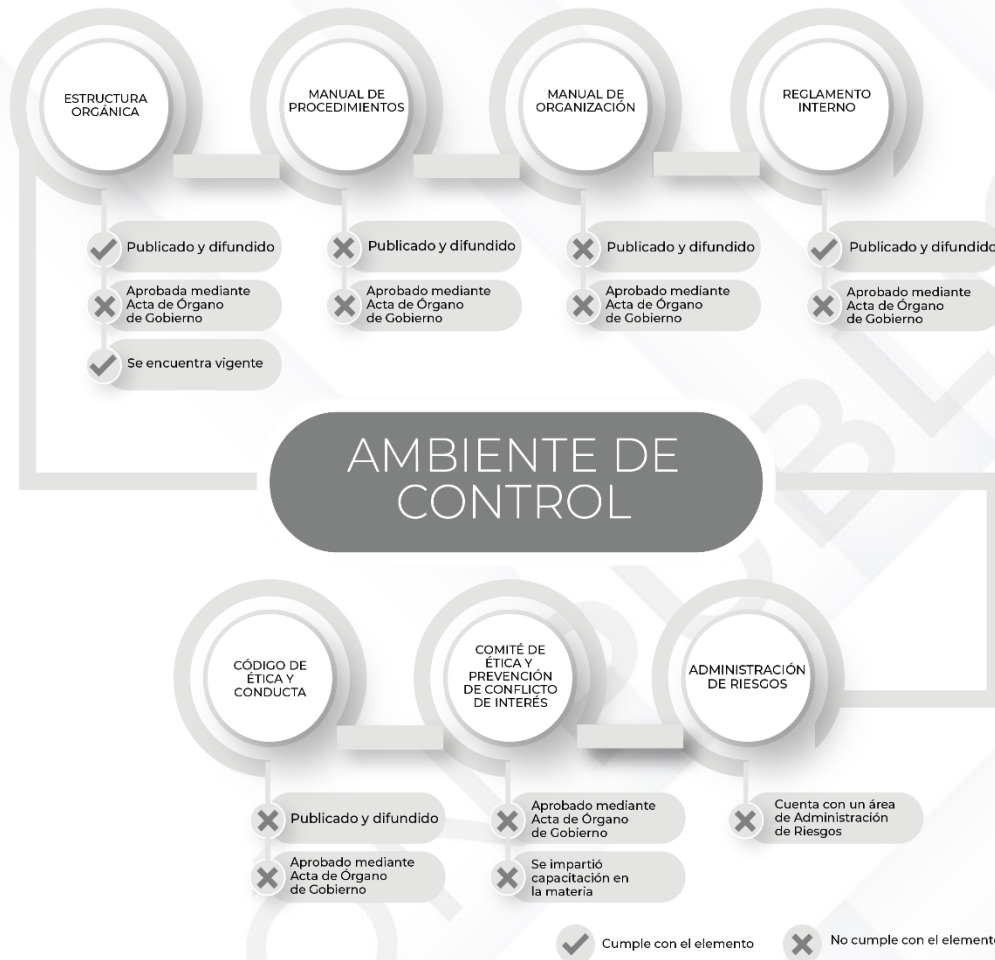 ESTRUCTURA
ORGÁNICA
MANUAL DE
PROCEDIMIENTOS
MANUAL DE
ORGANIZACIÓN
REGLAMENTO
INTERNO
Publicado y difundido
Aprobada mediante
Acta de Órgano
de Gobierno
Se encuentra vigente
Publicado y difundido
Aprobado mediante
Acta de Órgano
de Gobierno
Publicado y difundido
Aprobado mediante
Acta de Órgano
de Gobierno
Publicado y difundido
Aprobado mediante
Acta de Órgano
de Gobierno
AMBIENTE DE
CONTROL
CÓDIGO DE
ÉTICA Y
CONDUCTA
COMITÉ DE
ÉTICA Y
PREVENCIÓN
DE CONFLICTO
DE INTERÉS
ADMINISTRACIÓN
DE RIESGOS
Publicado y difundido
Aprobado mediante
Acta de Órgano
de Gobierno
Aprobado mediante
Acta de Órgano
de Gobierno
Se impartió
capacitación en
la materia
Cuenta con un área
de Administración
de Riesgos
Cumple con el elemento
No cumple con el elemento